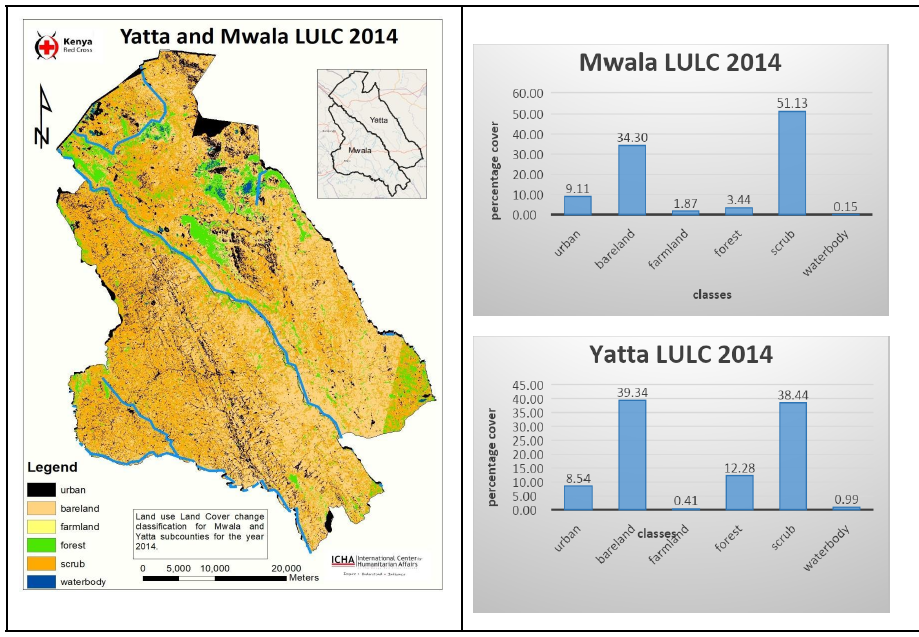 Kenya
Red Cross
Yatta and Mwala LULC 2014
N
Yatta
Mwala
Legend
urban
bareland
farmland
forest
scrub
waterbody
Land use Land Cover change
classification for Mwala and
Yatta subcounties for the year
2014.
0 5,000 10,000 20,000
Meters
ICHA International Center for
Humanitarian Affairs
Mwala LULC 2014
percentage cover
60.00
50.00
40.00
30.00
20.00
10.00
0.00
9.11
34.30
1.87
3.44
51.13
0.15
urban
bareland
farmland
forest
scrub
waterbody
classes
Yatta LULC 2014
percentage cover
45.00
40.00
35.00
30.00
25.00
20.00
15.00
10.00
5.00
0.00
8.54
39.34
0.41
12.28
38.44
0.99
urban
bareland
farmland
forest
scrub
waterbody
classes